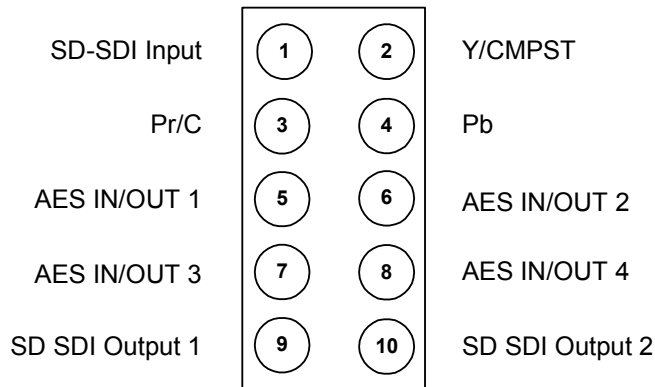 SD-SDI Input 1 2 Y/CMPST
Pr/C 3 4 Pb
AES IN/OUT 1 5 6 AES IN/OUT 2
AES IN/OUT 3 7 8 AES IN/OUT 4
SD SDI Output 1 9 10 SD SDI Output 2